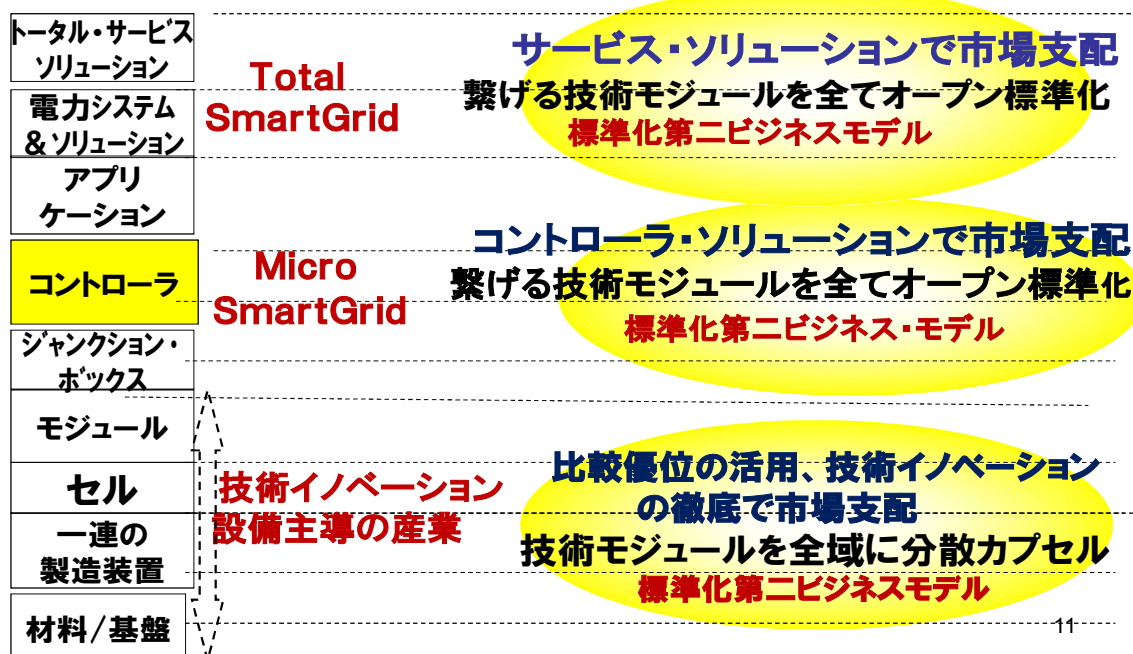 トータル・サービス
ソリューション
電力システム
&ソリューション
アプリ
ケーション
コントローラ
ジャンクション・
ボックス
モジュール
セル
一連の
製造装置
材料/基盤
Total
SmartGrid
Micro
SmartGrid
技術イノベーション
設備主導の産業
サービス・ソリューションで市場支配
繋げる技術モジュールを全てオープン標準化
標準化第二ビジネスモデル
コントローラ・ソリューションで市場支配
繋げる技術モジュールを全てオープン標準化
標準化第二ビジネス・モデル
比較優位の活用、技術イノベーション
の徹底で市場支配
技術モジュールを全域に分散カプセル
標準化第二ビジネスモデル
11